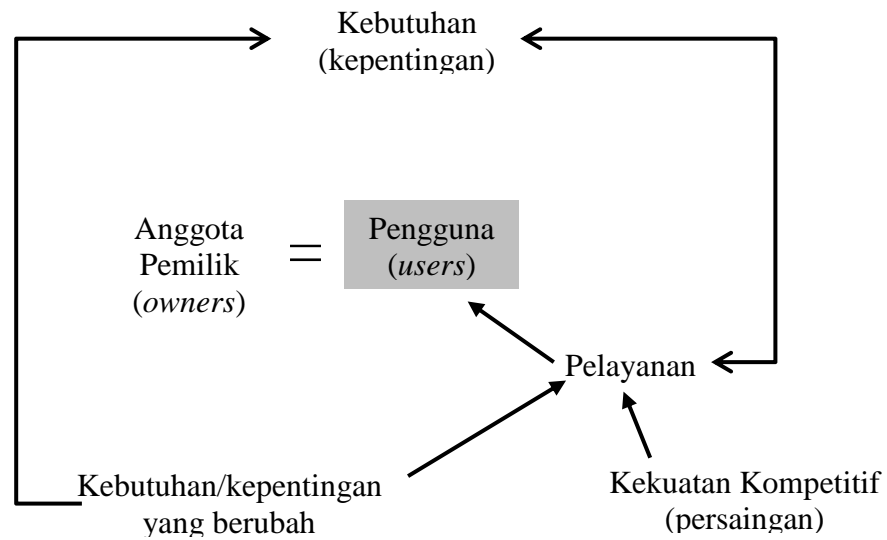 Kebutuhan
(kepentingan)
Anggota
Pemilik
(owners)
=
Pengguna
(users)
Pelayanan
Kebutuhan/kepentingan
yang berubah
Kekuatan Kompetitif
(persaingan)